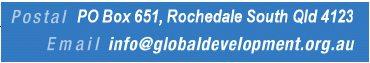 Postal PO Box 651, Rochedale South Qld 4123
Email info@globaldevelopment.org.au